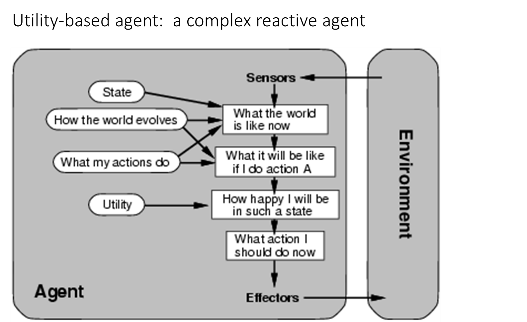 Utility-based agent:  a complex reactive agent
Sensors
State
How the world evolves
What the world
is like now
What my actions do
What it will be like
if I do action A
Utility
How happy I will be
in such a state
What action I
should do now
Agent
Effectors
Environment